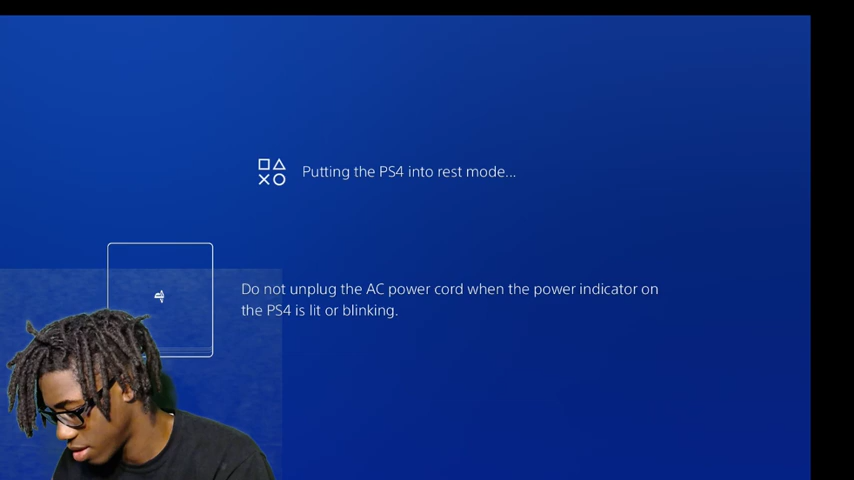 Putting the PS4 into rest mode...
Do not unplug the AC power cord when the power indicator on
the PS4 is lit or blinking.